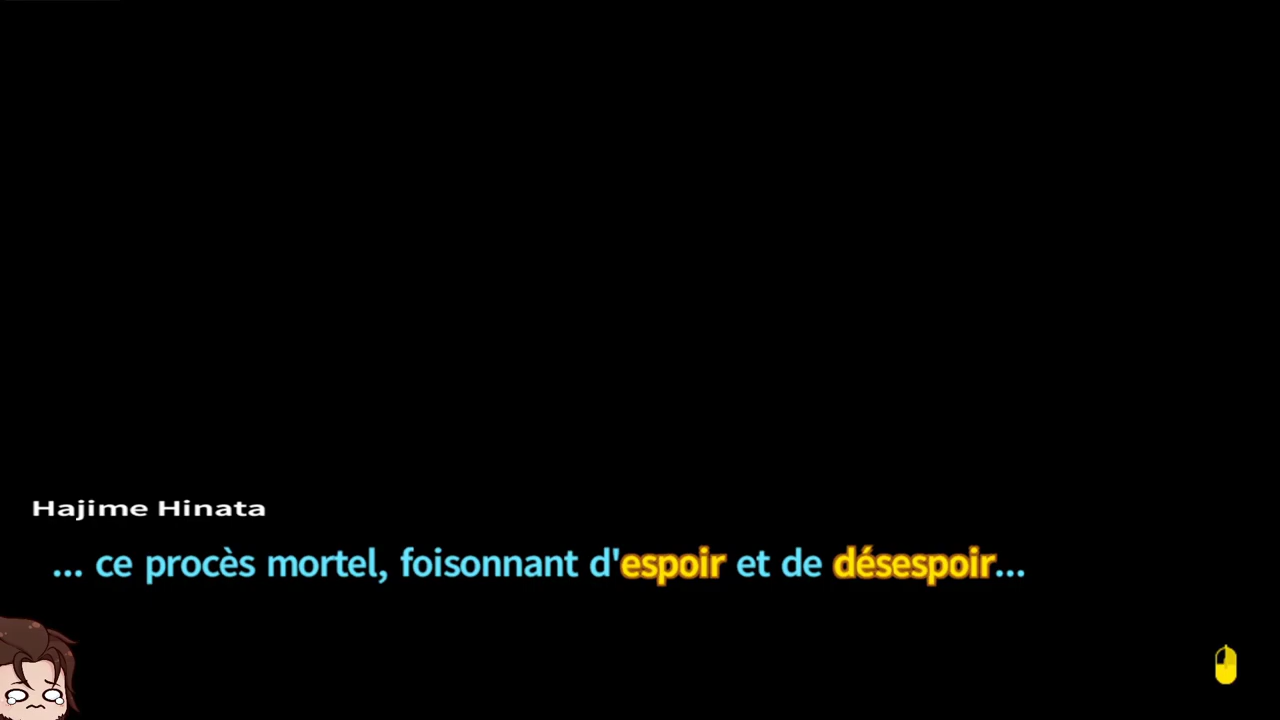 Hajime Hinata
... ce procès mortel, foisonnant d'espoir et de désespoir...